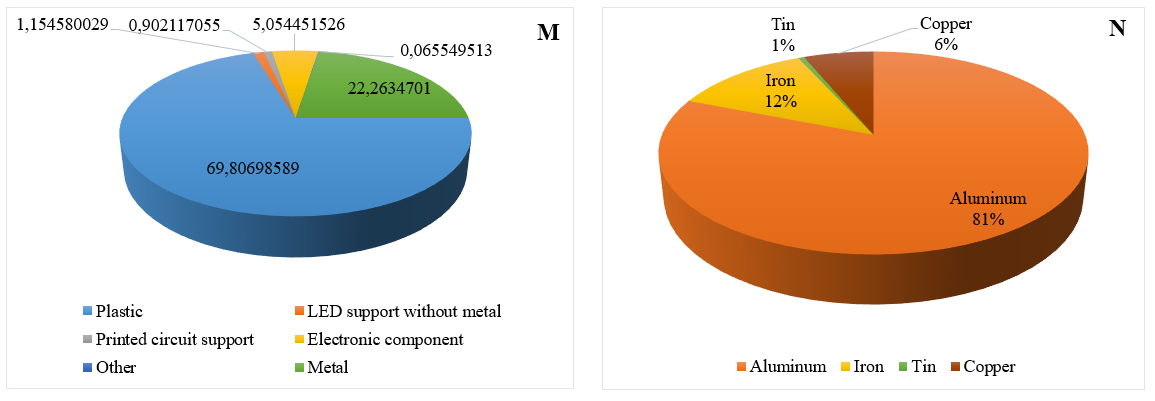 1,154580029
0,902117055
5,054451526
0,065549513
M
22,2634701
69,80698589
Plastic
LED support without metal
Printed circuit support
Electronic component
Other
Metal
Tin
1%
Copper
6%
N
Iron
12%
Aluminum
81%
Aluminum
Iron
Tin
Copper